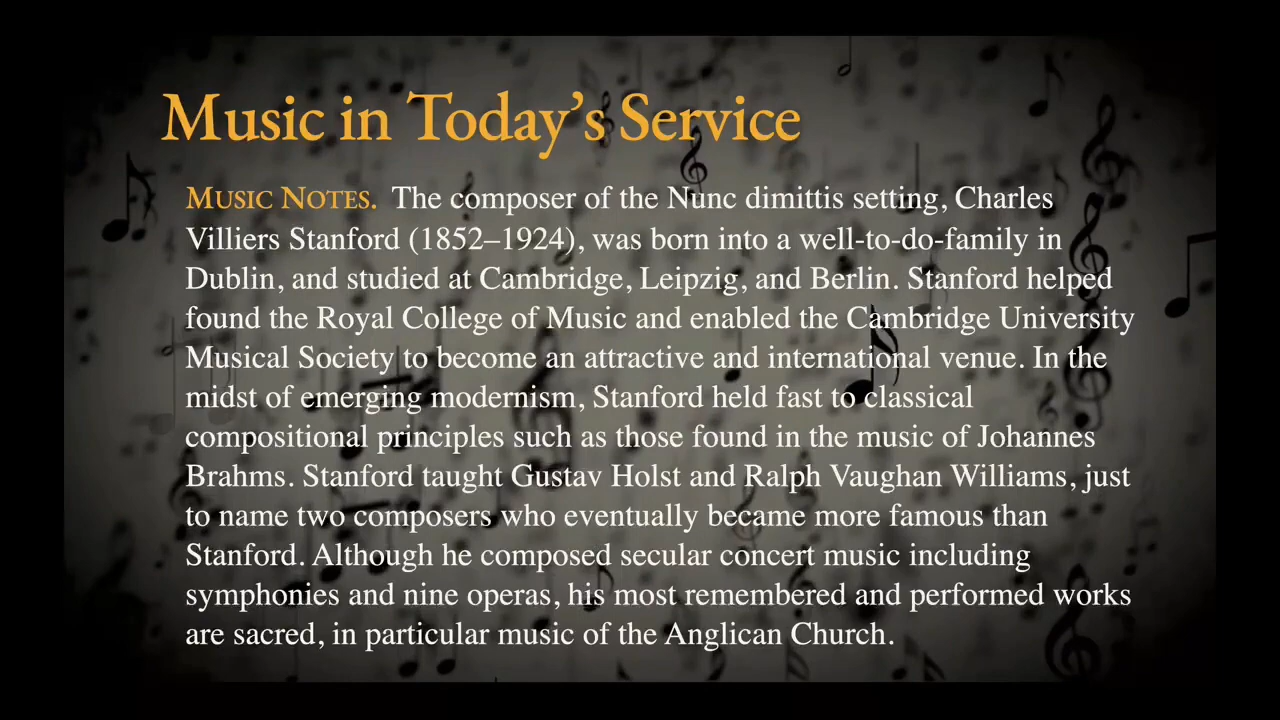 Music in Today’s Service
Music Notes. The composer of the Nunc dimittis setting, Charles
Villiers Stanford (1852–1924), was born into a well-to-do-family in
Dublin, and studied at Cambridge, Leipzig, and Berlin. Stanford helped
found the Royal College of Music and enabled the Cambridge University
Musical Society to become an attractive and international venue. In the
midst of emerging modernism, Stanford held fast to classical
compositional principles such as those found in the music of Johannes
Brahms. Stanford taught Gustav Holst and Ralph Vaughan Williams, just
to name two composers who eventually became more famous than
Stanford. Although he composed secular concert music including
symphonies and nine operas, his most remembered and performed works
are sacred, in particular music of the Anglican Church.